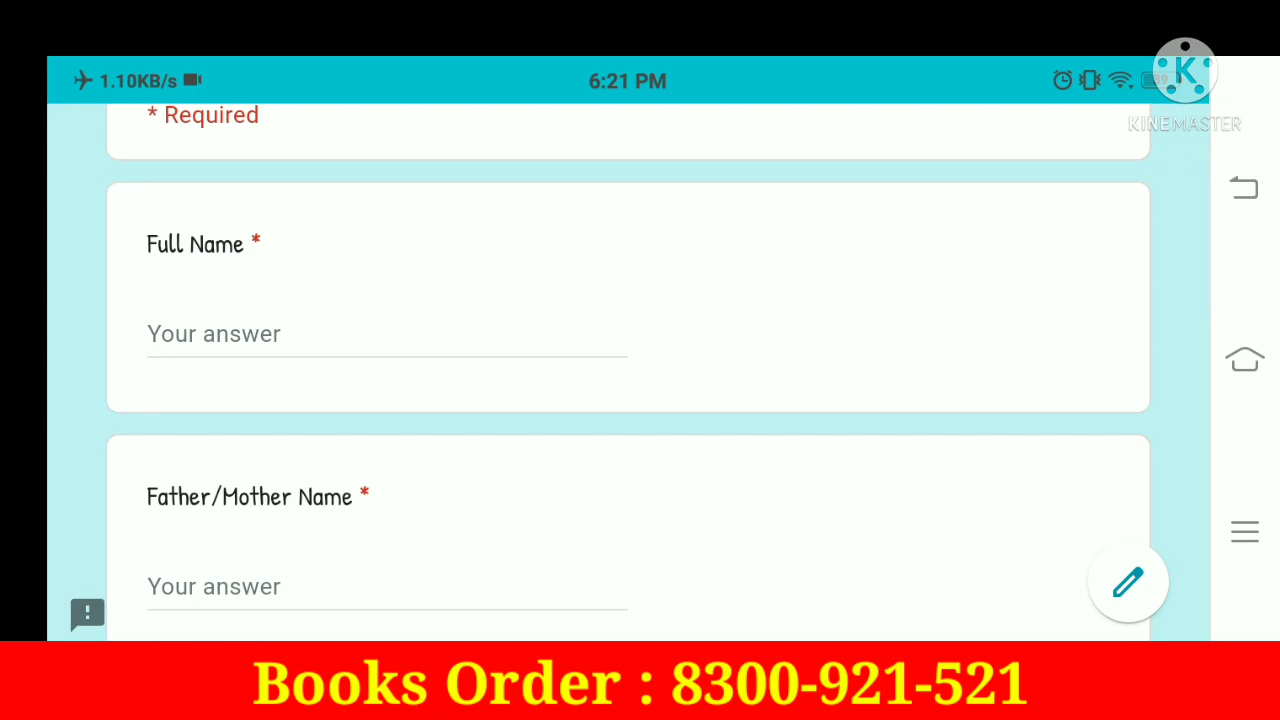 1.10KB/s
6:21 PM
K
KINEMASTER
* Required
Full Name *
Your answer
Father/Mother Name *
Your answer
Books Order : 8300-921-521